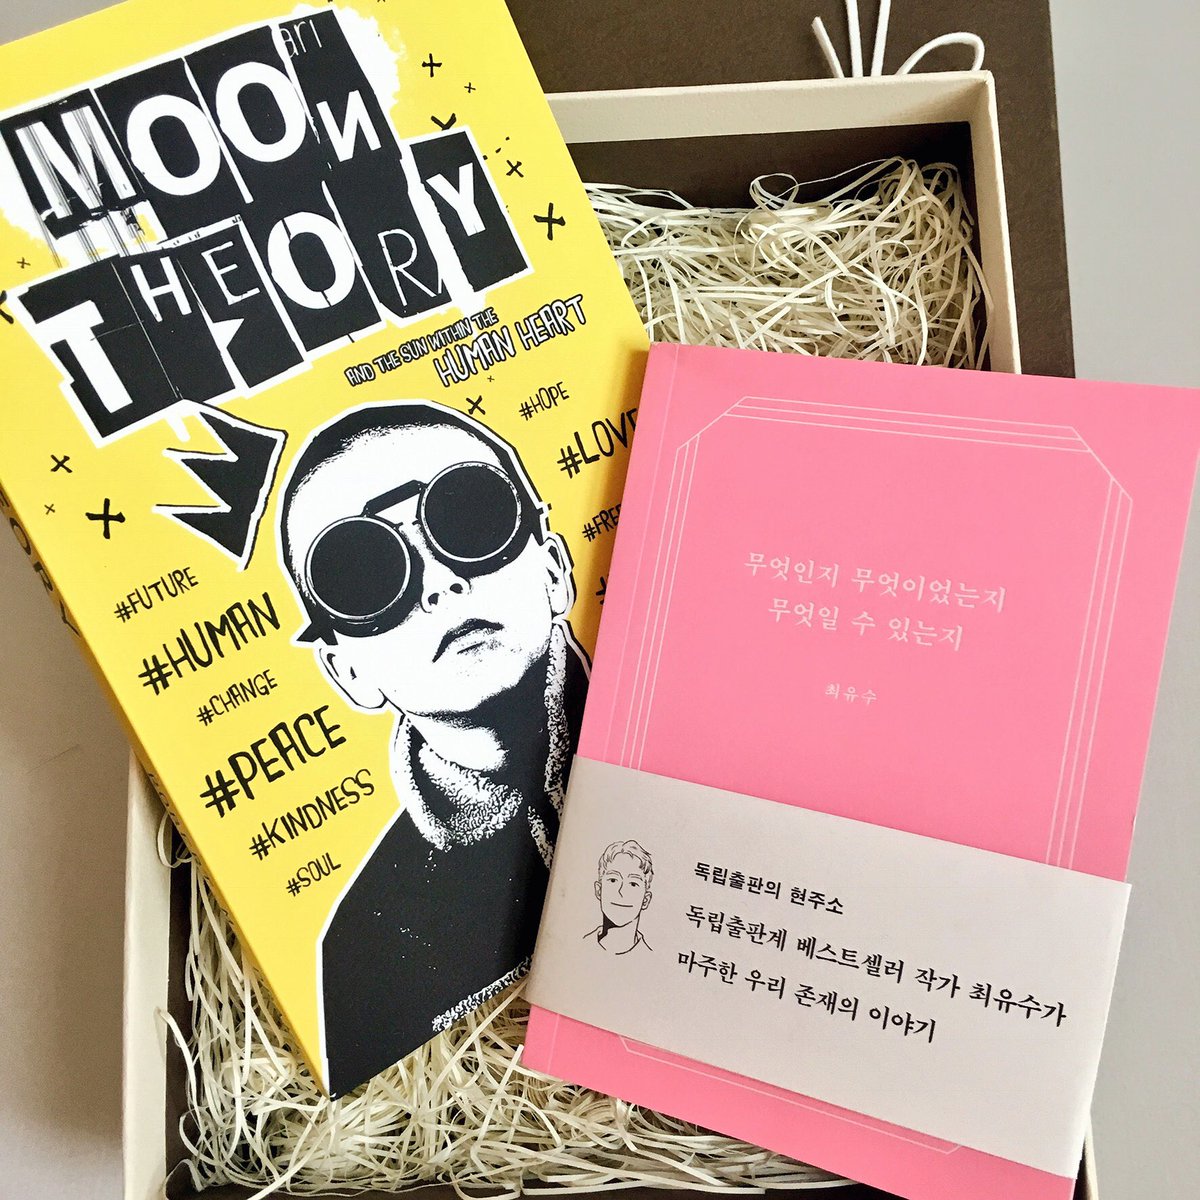 ari
MOON
THEORY
AND THE SUN WITHIN THE
HUMAN HEART
#HOPE
#LOVE
#FUTURE
#HUMAN
#CHANGE
#PEACE
#KINDNESS
#SOUL
무엇인지 무엇이었는지
무엇일 수 있는지
최유수
독립출판의 현주소
독립출판계 베스트셀러 작가 최유수가
마주한 우리 존재의 이야기